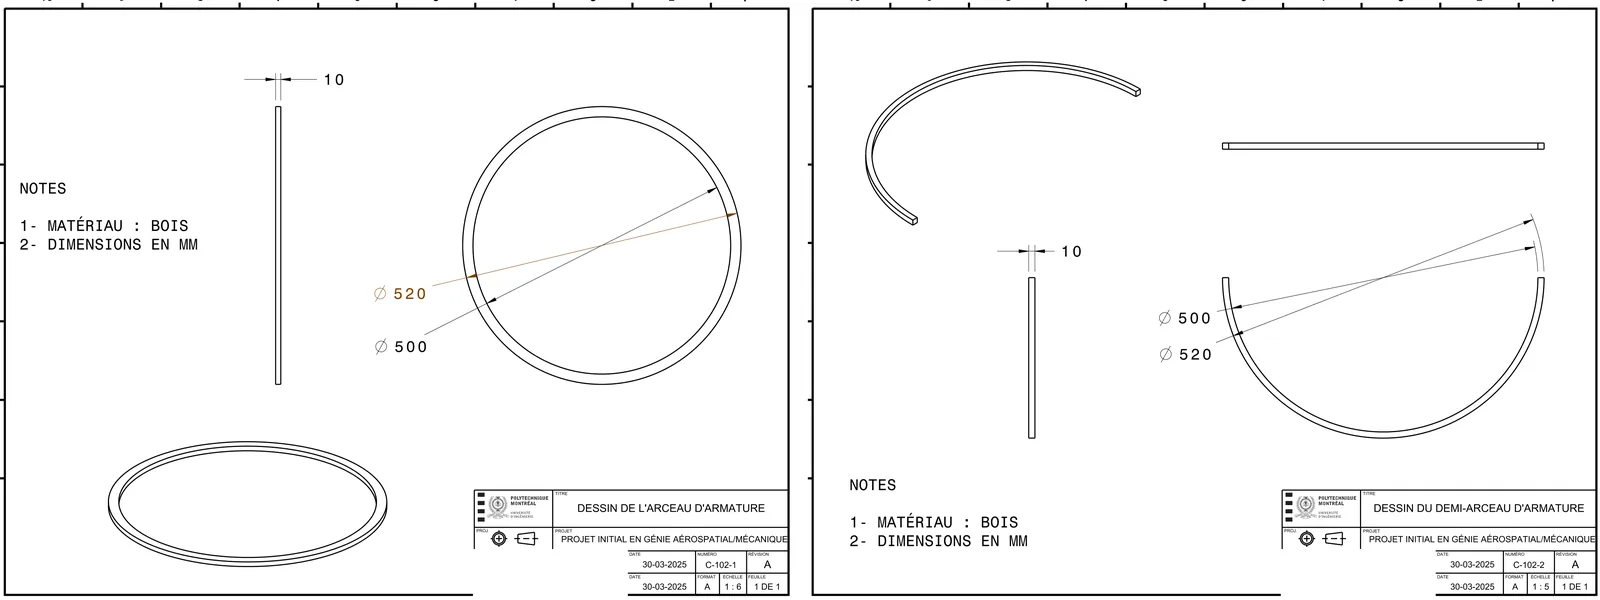 10
NOTES
1- MATÉRIAU : BOIS
2- DIMENSIONS EN MM
Ø 520
Ø 500
POLYTECHNIQUE
MONTRÉAL
UNIVERSITÉ
D'INGÉNIERIE
TITRE
DESSIN DE L'ARCEAU D'ARMATURE
PROJ.
PROJET
PROJET INITIAL EN GÉNIE AÉROSPATIAL/MÉCANIQUE
DATE
30-03-2025
NUMÉRO
C-102-1
RÉVISION
A
DATE
30-03-2025
FORMAT
A
ÉCHELLE
1 : 6
FEUILLE
1 DE 1
10
Ø 500
Ø 520
NOTES
1- MATÉRIAU : BOIS
2- DIMENSIONS EN MM
POLYTECHNIQUE
MONTRÉAL
UNIVERSITÉ
D'INGÉNIERIE
TITRE
DESSIN DU DEMI-ARCEAU D'ARMATURE
PROJ.
PROJET
PROJET INITIAL EN GÉNIE AÉROSPATIAL/MÉCANIQUE
DATE
30-03-2025
NUMÉRO
C-102-2
RÉVISION
A
DATE
30-03-2025
FORMAT
A
ÉCHELLE
1 : 5
FEUILLE
1 DE 1